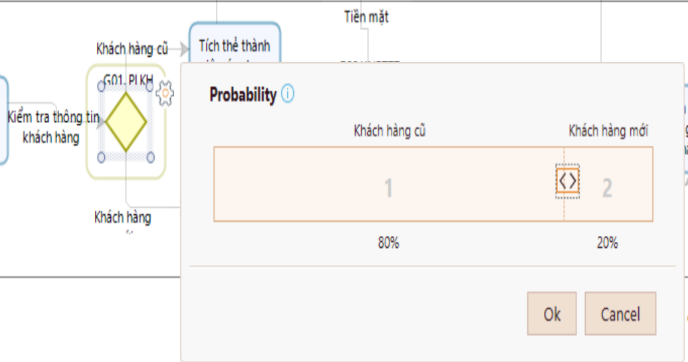 Tiền mặt
Khách hàng cũ
Tích thẻ thành
G01. PLKH
Kiểm tra thông tin
khách hàng
Khách hàng
Probability
Khách hàng cũ
Khách hàng mới
1
2
80%
20%
Ok
Cancel